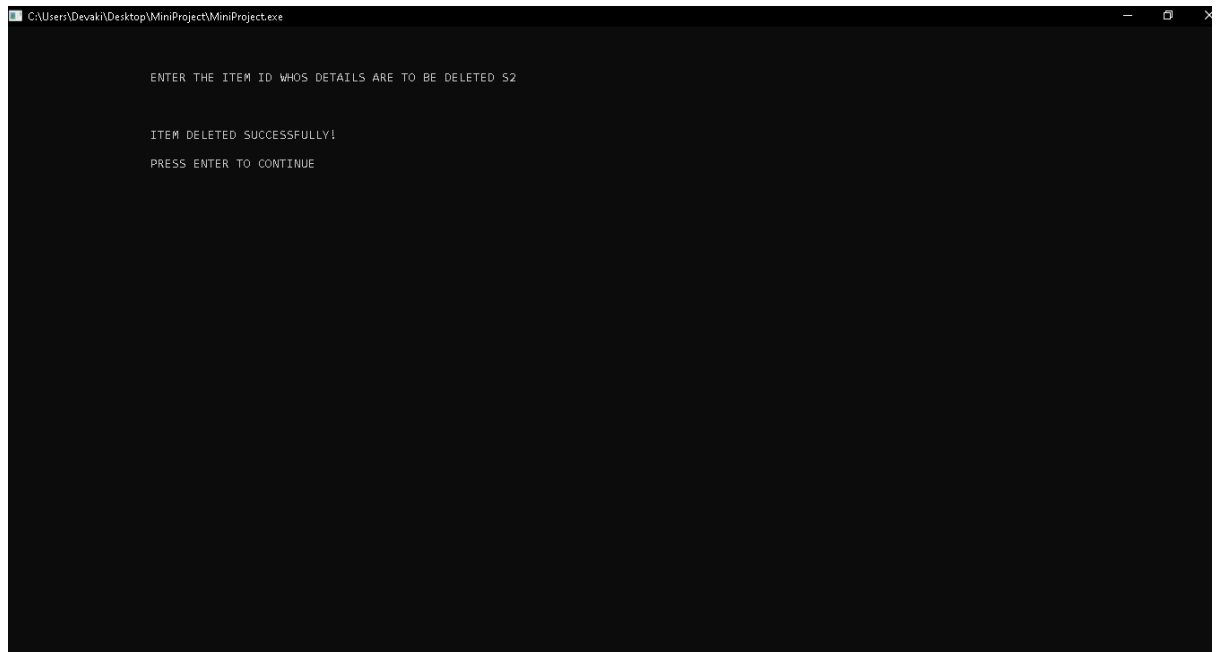 C:\Users\Devaki\Desktop\MiniProject\MiniProject.exe
ENTER THE ITEM ID WHOS DETAILS ARE TO BE DELETED S2
ITEM DELETED SUCCESSFULLY!
PRESS ENTER TO CONTINUE